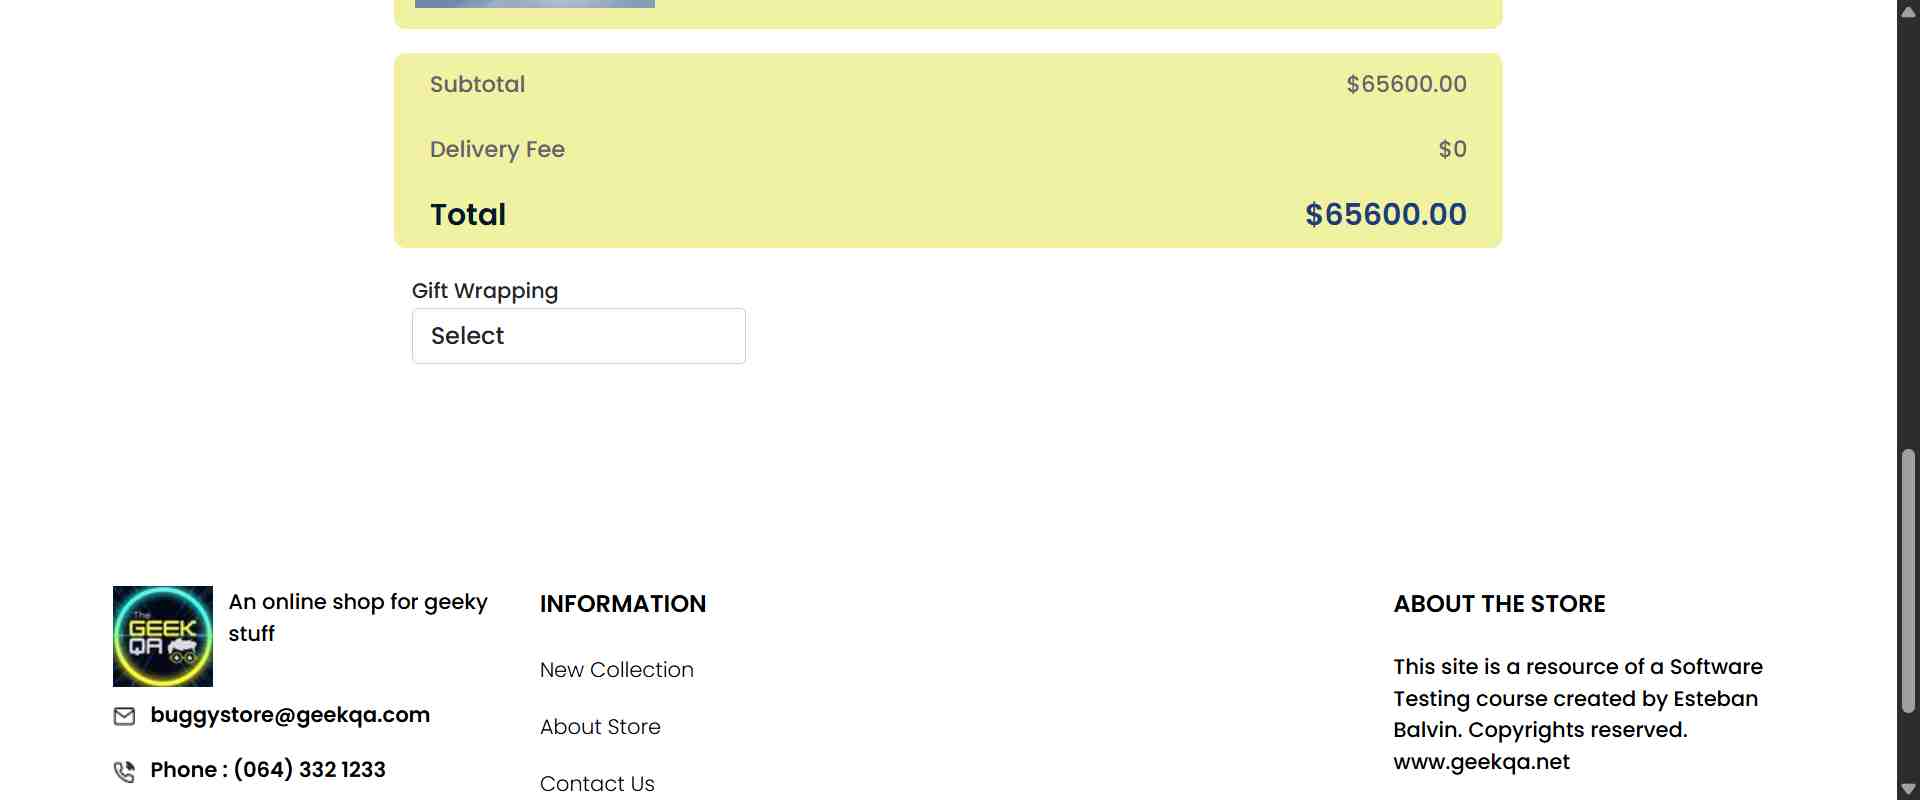 Subtotal $65600.00
Delivery Fee $0
Total $65600.00
Gift Wrapping
Select
The
GEEK
QA
An online shop for geeky
stuff
buggystore@geekqa.com
Phone : (064) 332 1233
INFORMATION
New Collection
About Store
Contact Us
ABOUT THE STORE
This site is a resource of a Software
Testing course created by Esteban
Balvin. Copyrights reserved.
www.geekqa.net